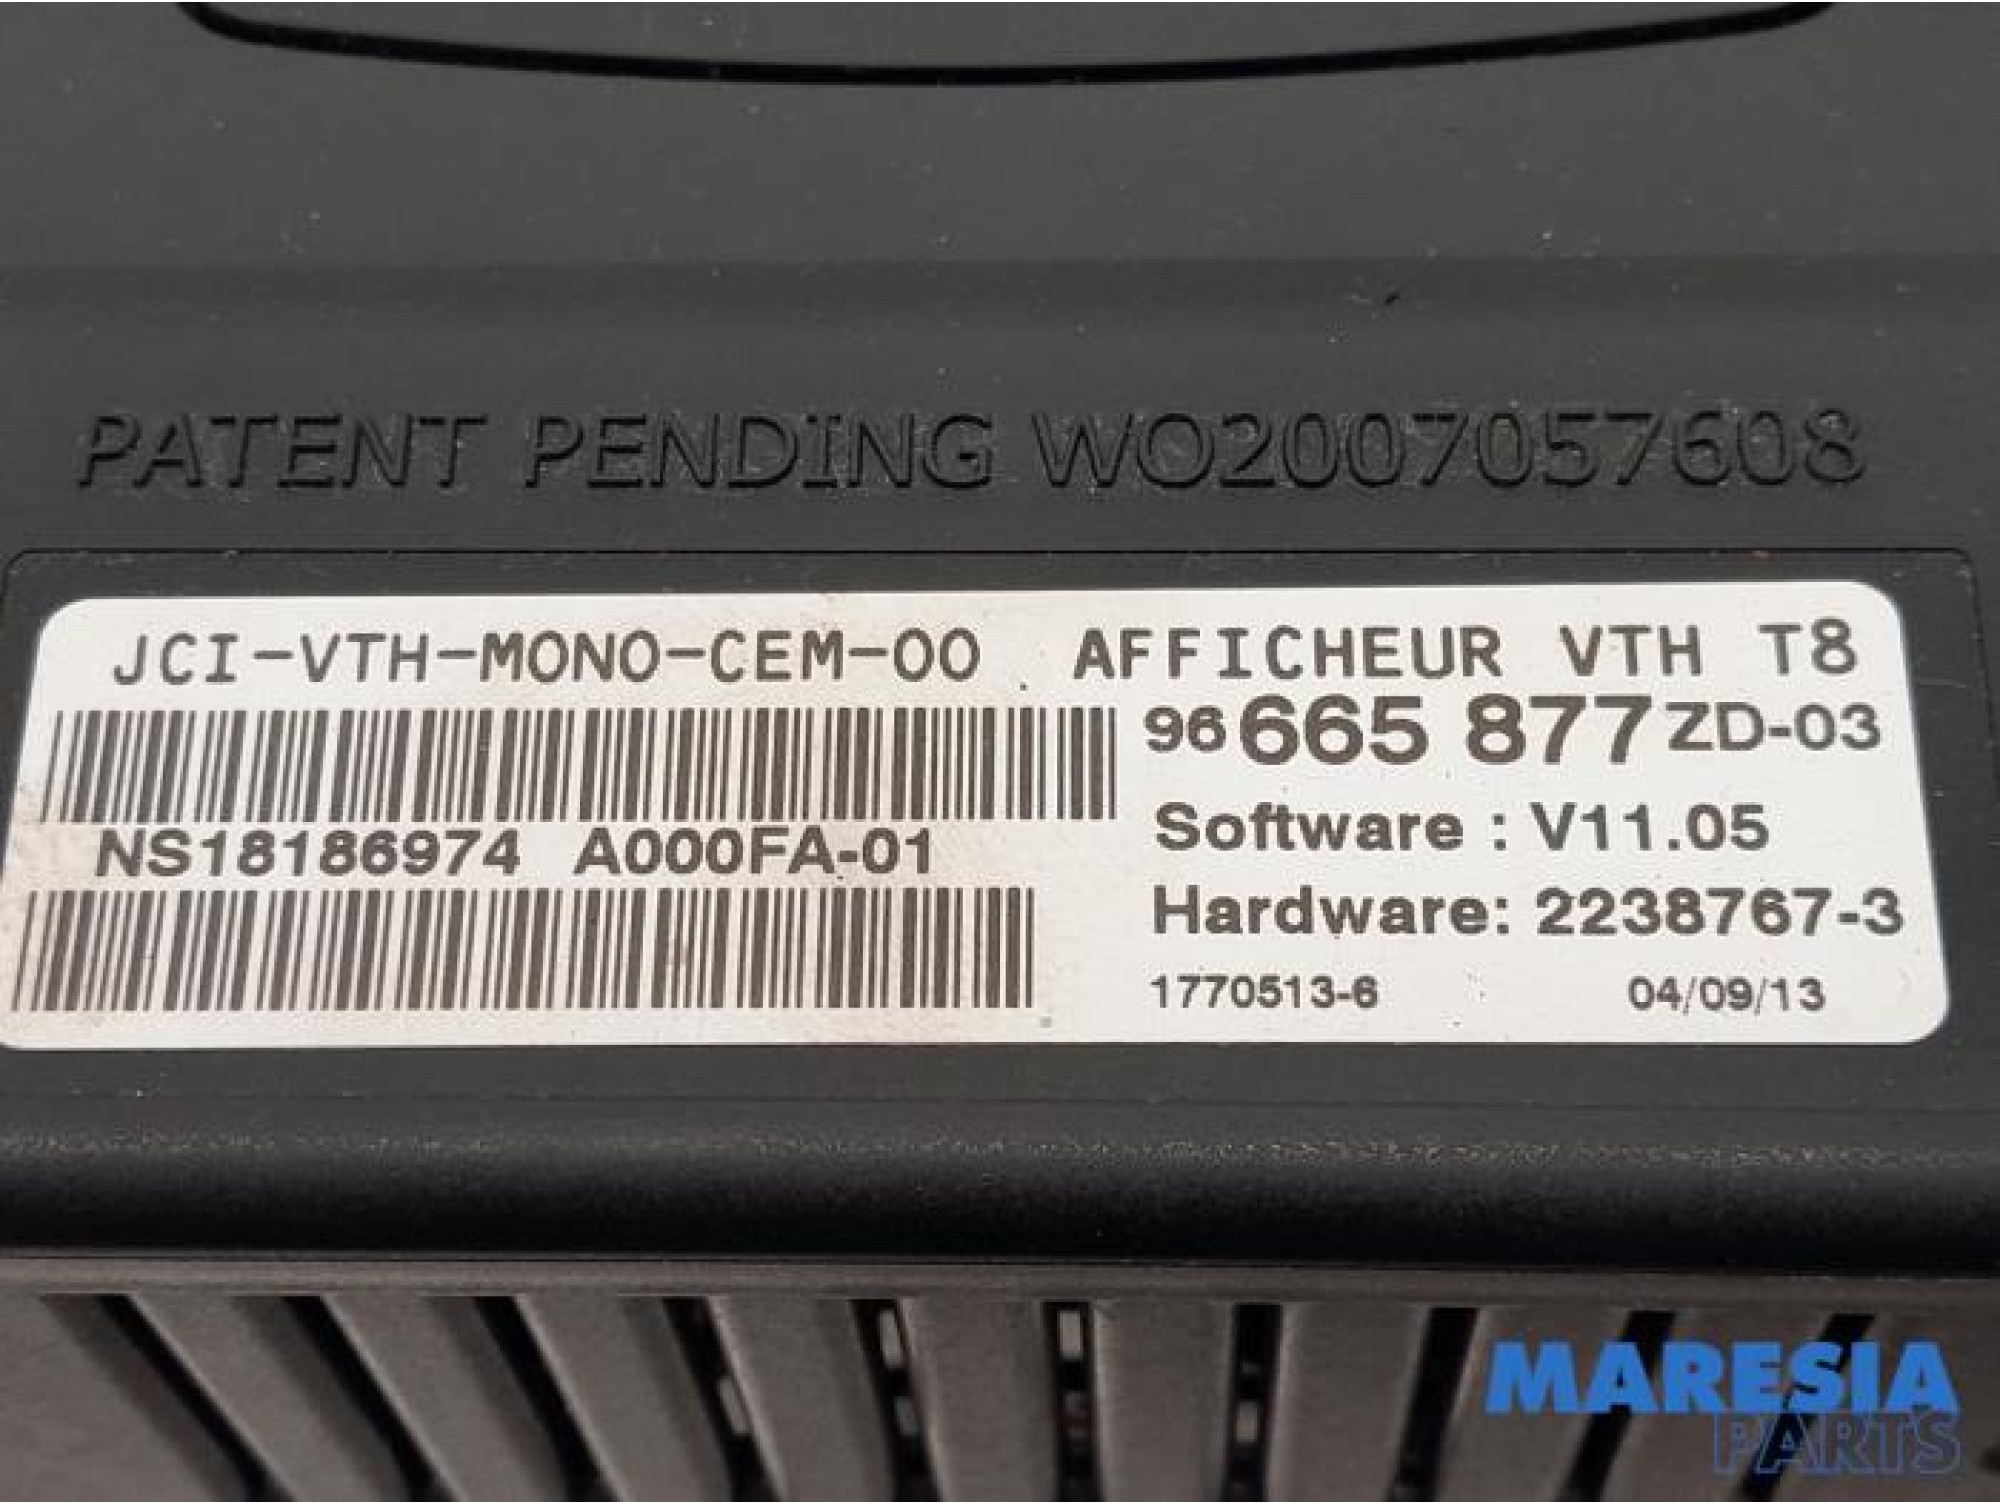 PATENT PENDING WO2007057608
JCI-VTH-MONO-CEM-00 AFFICHEUR VTH T8
96 665 877 ZD-03
NS18186974 A000FA-01
Software : V11.05
Hardware: 2238767-3
1770513-6 04/09/13
MARESIA
PARTS